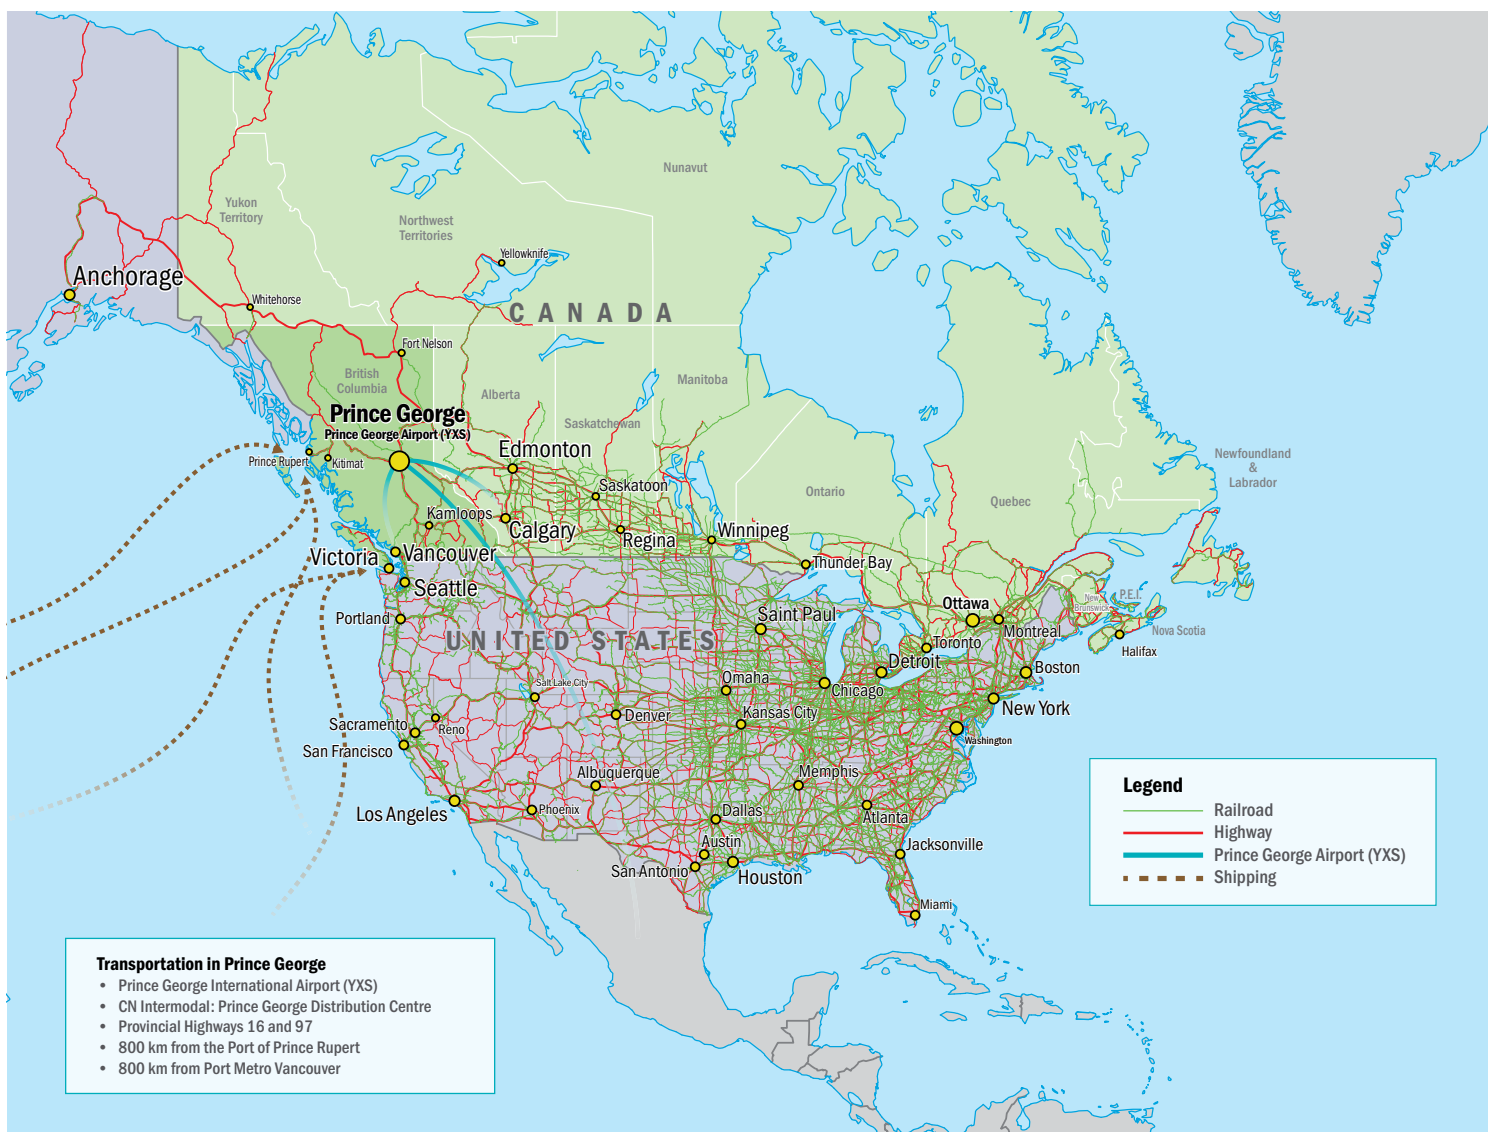 Nunavut
Yukon
Territory
Northwest
Territories
Yellowknife
Anchorage
Whitehorse
CANADA
Fort Nelson
British
Columbia
Alberta
Manitoba
Saskatchewan
Prince George
Prince George Airport (YXS)
Edmonton
Prince Rupert
Kitimat
Newfoundland
&
Labrador
Saskatoon
Ontario
Quebec
Kamloops
Calgary
Regina
Winnipeg
Victoria
Vancouver
Thunder Bay
Seattle
Portland
Saint Paul
Ottawa
New
Brunswick
P.E.I.
Montreal
Nova Scotia
Halifax
UNITED STATES
Toronto
Detroit
Boston
Salt Lake City
Omaha
Chicago
New York
Denver
Kansas City
Sacramento
Reno
Washington
San Francisco
Albuquerque
Memphis
Los Angeles
Phoenix
Dallas
Atlanta
Austin
Jacksonville
San Antonio
Houston
Miami
Legend
Railroad
Highway
Prince George Airport (YXS)
Shipping
Transportation in Prince George
• Prince George International Airport (YXS)
• CN Intermodal: Prince George Distribution Centre
• Provincial Highways 16 and 97
• 800 km from the Port of Prince Rupert
• 800 km from Port Metro Vancouver